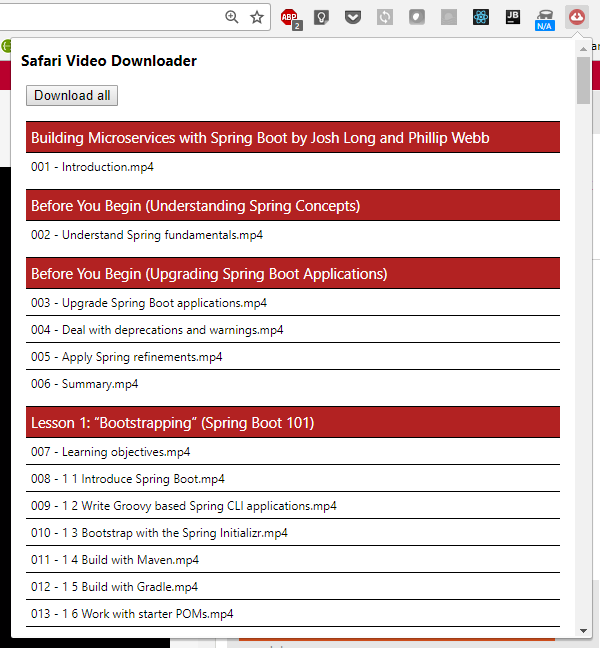 ABP
2
JB
N/A
Safari Video Downloader
Download all
Building Microservices with Spring Boot by Josh Long and Phillip Webb
001 - Introduction.mp4
Before You Begin (Understanding Spring Concepts)
002 - Understand Spring fundamentals.mp4
Before You Begin (Upgrading Spring Boot Applications)
003 - Upgrade Spring Boot applications.mp4
004 - Deal with deprecations and warnings.mp4
005 - Apply Spring refinements.mp4
006 - Summary.mp4
Lesson 1: “Bootstrapping” (Spring Boot 101)
007 - Learning objectives.mp4
008 - 1 1 Introduce Spring Boot.mp4
009 - 1 2 Write Groovy based Spring CLI applications.mp4
010 - 1 3 Bootstrap with the Spring Initializr.mp4
011 - 1 4 Build with Maven.mp4
012 - 1 5 Build with Gradle.mp4
013 - 1 6 Work with starter POMs.mp4